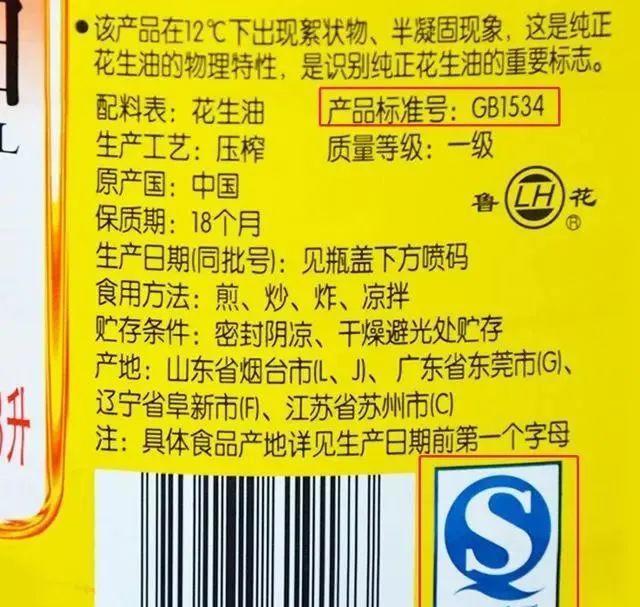 ●该产品在12℃下出现絮状物、半凝固现象，这是纯正
花生油的物理特性，是识别纯正花生油的重要标志。
配料表：花生油 产品标准号：GB1534
生产工艺：压榨 质量等级：一级
原产国：中国
鲁 LH 花 ®
保质期：18个月
生产日期(同批号)：见瓶盖下方喷码
食用方法：煎、炒、炸、凉拌
贮存条件：密封阴凉、干燥避光处贮存
产地：山东省烟台市(L、J)、广东省东莞市(G)、
辽宁省阜新市(F)、江苏省苏州市(C)
注：具体食品产地详见生产日期前第一个字母
L
升
S